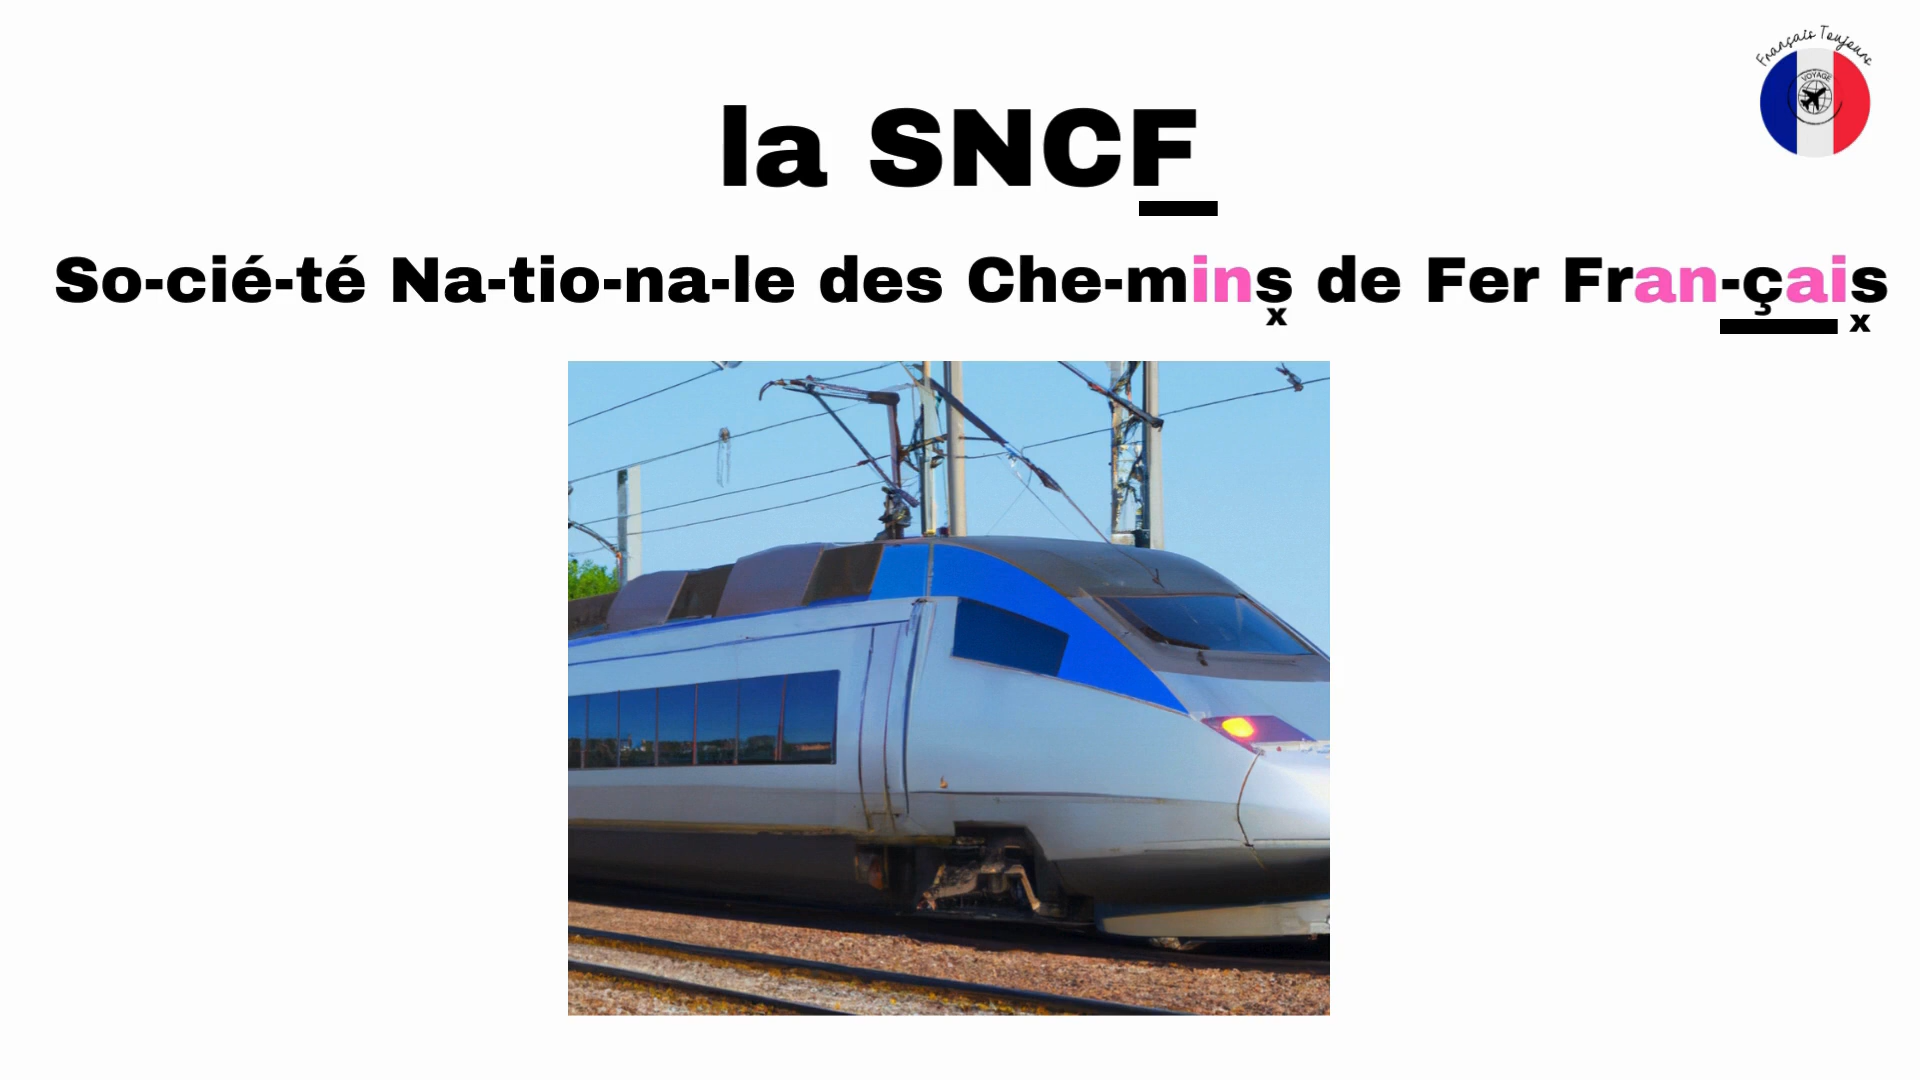 Français Toujours
VOYAGE
la SNCF
So-cié-té Na-tio-na-le des Che-mins de Fer Fran-çais
x
x